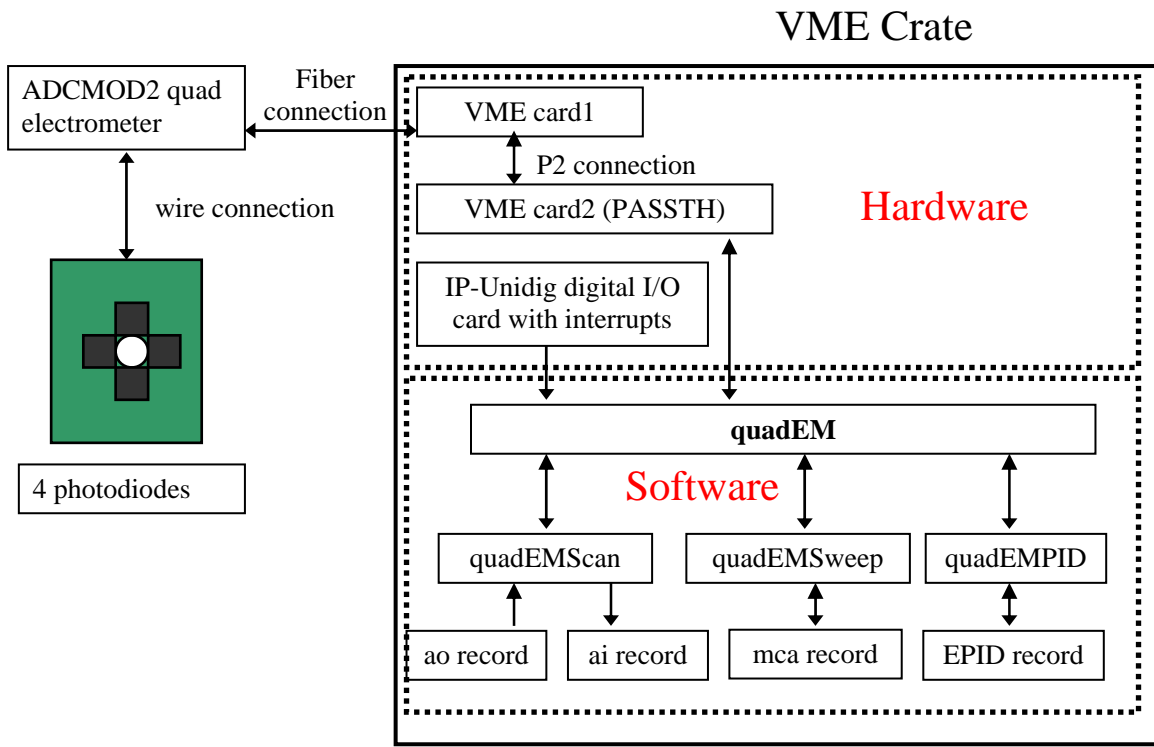 VME Crate
ADCMOD2 quad
electrometer
Fiber
connection
VME card1
P2 connection
wire connection
VME card2 (PASSTH)
Hardware
IP-Unidig digital I/O
card with interrupts
quadEM
4 photodiodes
Software
quadEMScan
quadEMSweep
quadEMPID
ao record
ai record
mca record
EPID record